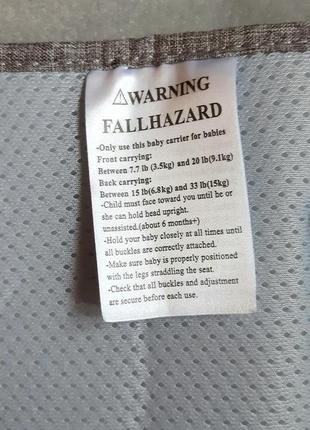 ⚠WARNING
FALLHAZARD
-Only use this baby carrier for babies
Front carrying:
Between 7.7 lb (3.5kg) and 20 lb(9.1kg)
Back carrying:
Between 15 lb(6.8kg) and 33 lb(15kg)
-Child must face toward you until he or
she can hold head upright
unassisted.(about 6 months+)
-Hold your baby closely at all times until
all buckles are correctly attached.
-Make sure baby is properly positioned
with the legs straddling the seat.
-Check that all buckles and adjustment
are secure before each use.